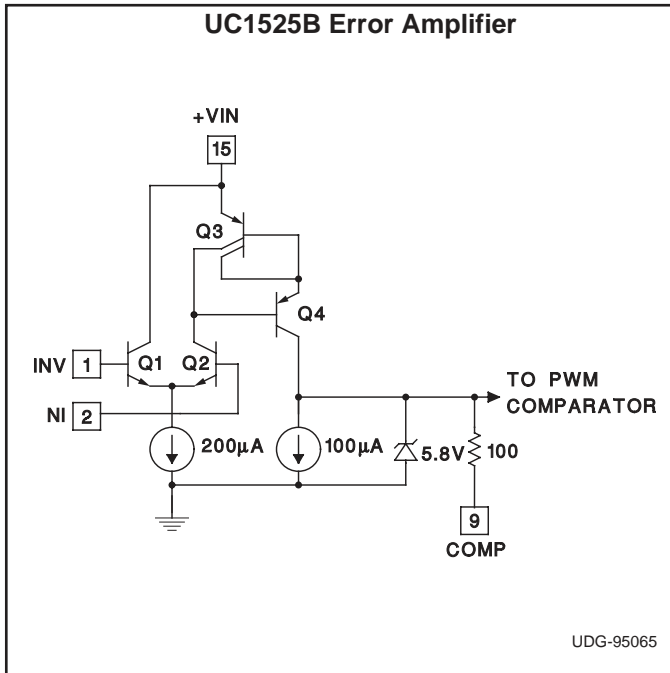 UC1525B Error Amplifier
+VIN
15
Q3
Q4
INV 1 Q1 Q2
NI 2
TO PWM
COMPARATOR
200µA 100µA 5.8V 100
9
COMP
UDG-95065